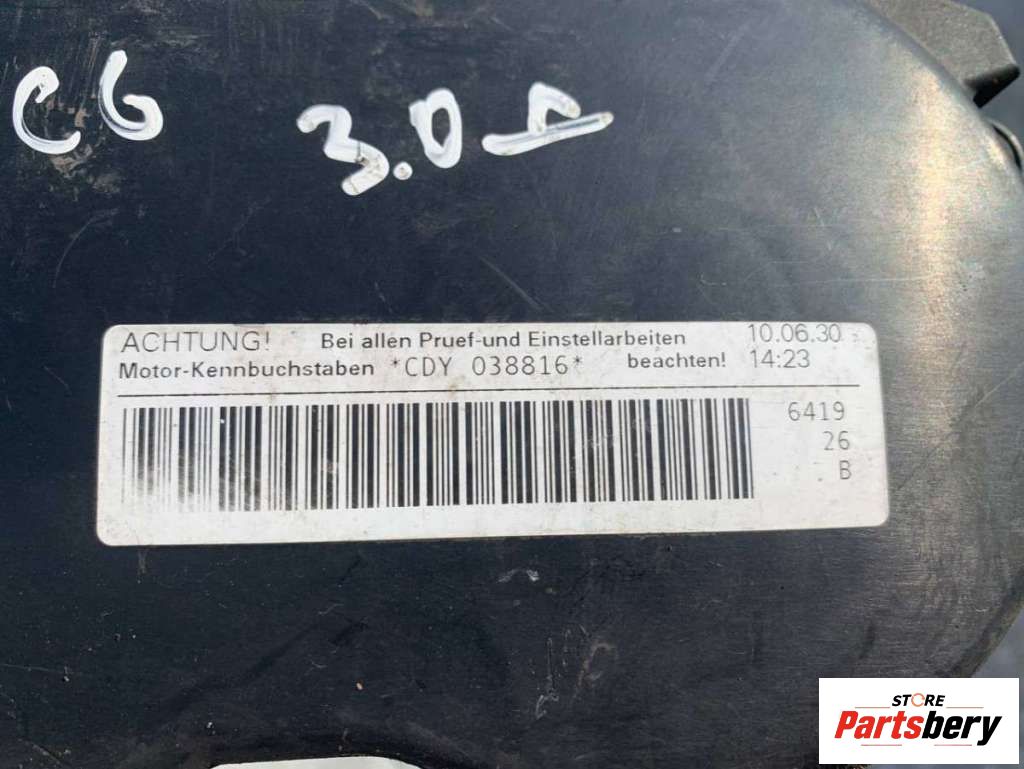 C6 3.0Д
ACHTUNG! Bei allen Pruef-und Einstellarbeiten 10.06.30
Motor-Kennbuchstaben *CDY 038816* beachten! 14:23
6419
26
B
STORE
Partsbery